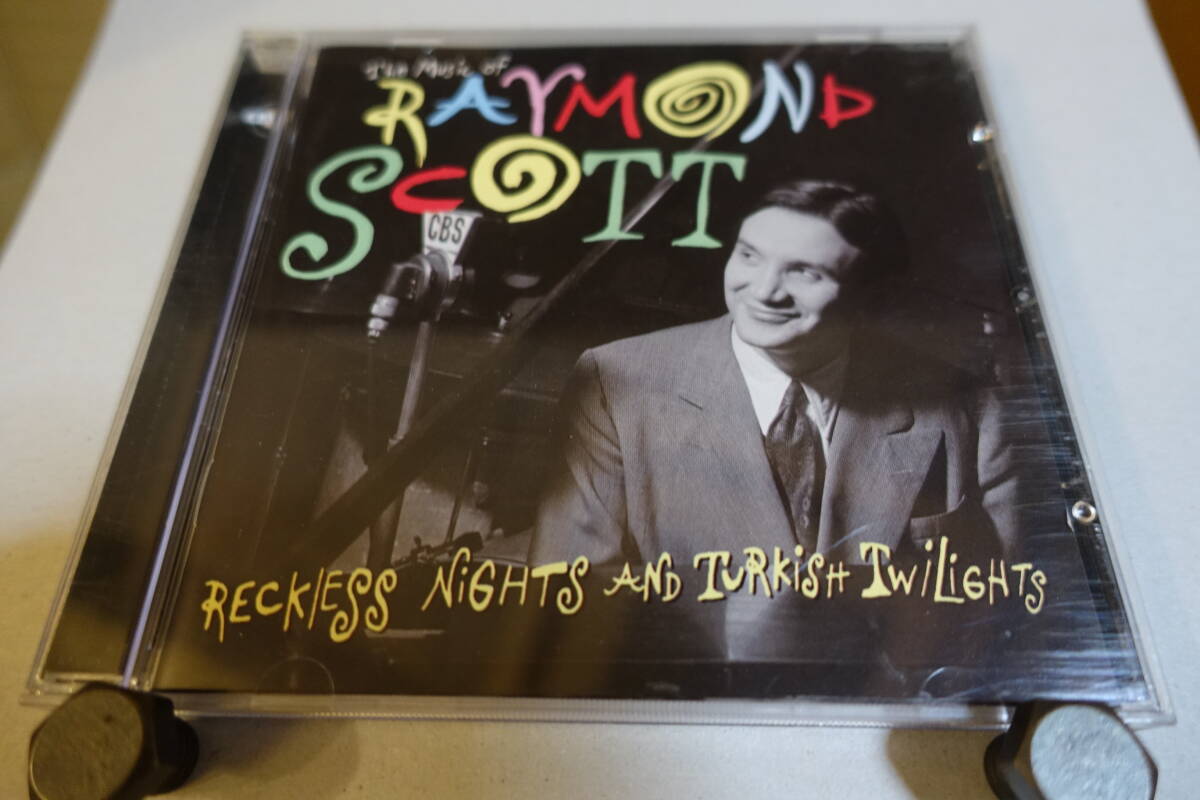 The Music of
RAYMOND
SCOTT
CBS
RECKLESS NiGHTS AND TURKiSH TWiLiGHTS